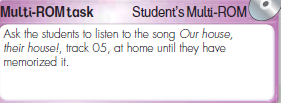 Multi-ROM task Student's Multi-ROM
Ask the students to listen to the song Our house,
their house!, track 05, at home until they have
memorized it.